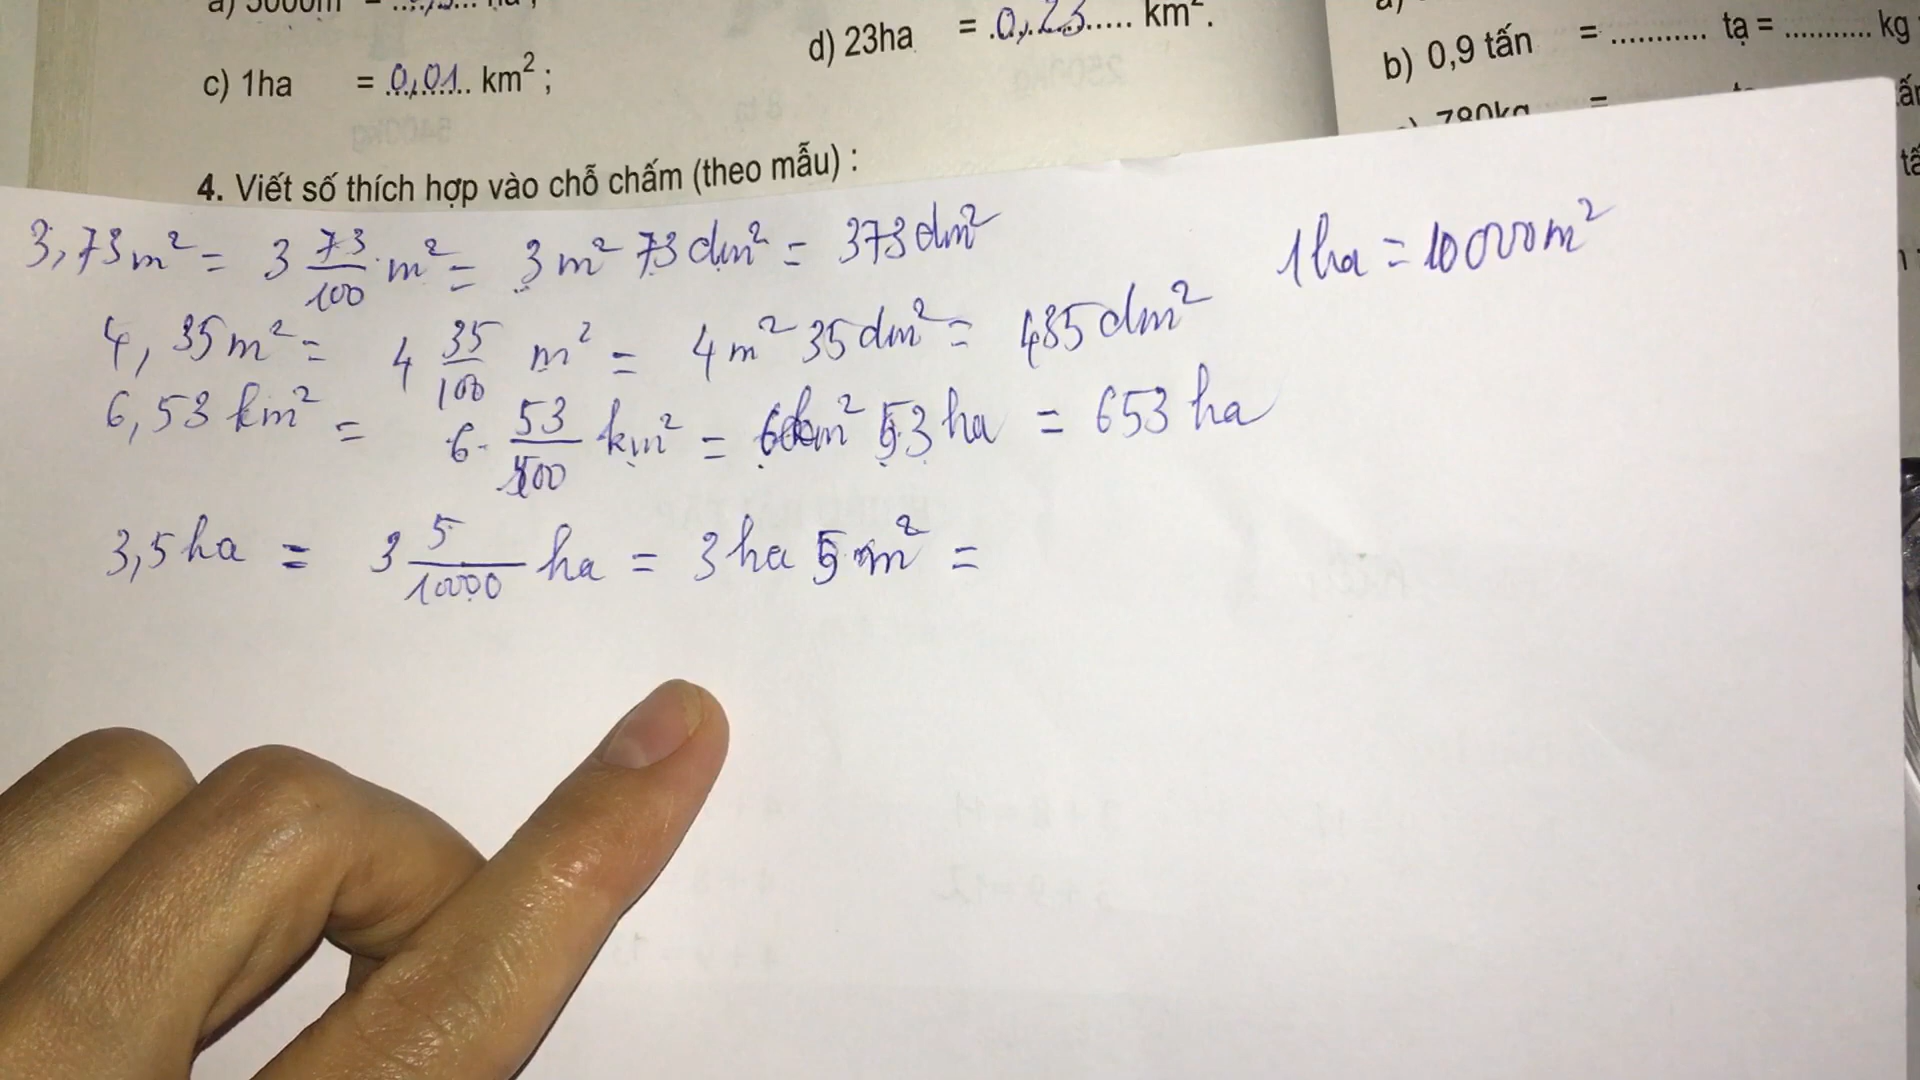 c) 1ha = 0,01 km² ;
d) 23ha = 0,23 km².
b) 0,9 tấn = ........... tạ = ........... kg
780kg =
4. Viết số thích hợp vào chỗ chấm (theo mẫu) :
3,73m² = 3 73/100 m² = 3m² 73dm² = 373dm²
1ha = 10000m²
4,35m² = 4 35/100 m² = 4m² 35dm² = 435dm²
6,53km² = 6 53/100 km² = 6km² 53ha = 653ha
3,5ha = 3 5/10000 ha = 3ha 5m² =